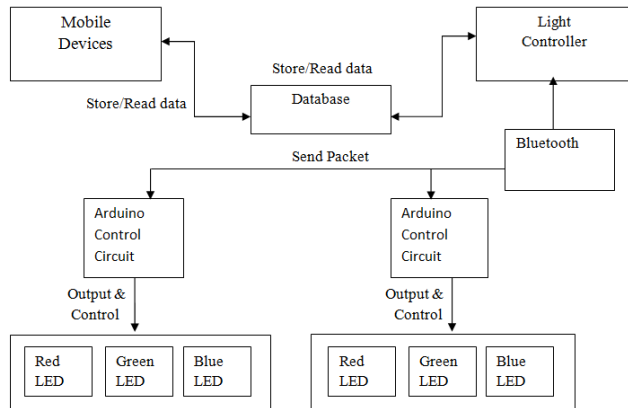 Mobile
Devices
Light
Controller
Store/Read data
Store/Read data
Database
Bluetooth
Send Packet
Arduino
Control
Circuit
Arduino
Control
Circuit
Output &
Control
Output &
Control
Red
LED
Green
LED
Blue
LED
Red
LED
Green
LED
Blue
LED